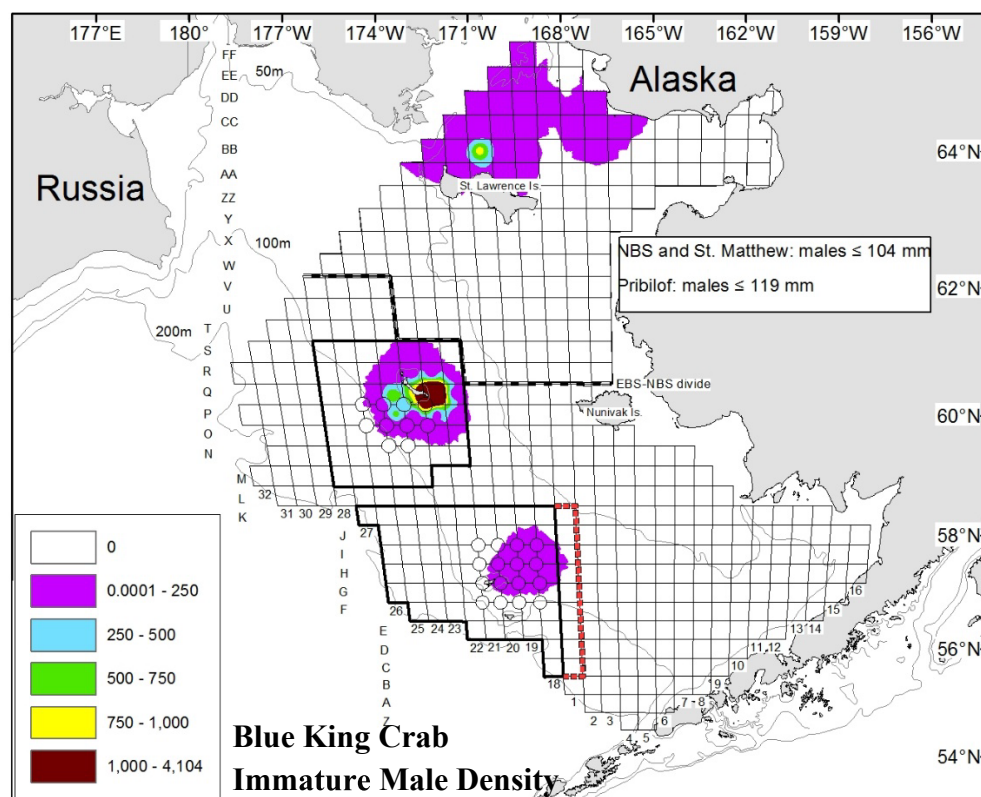 177°E 180° 177°W 174°W 171°W 168°W 165°W 162°W 159°W 156°W
FF
EE
DD
CC
BB
AA
ZZ
Y
X
W
V
U
T
S
R
Q
P
O
N
M
L
K
J
I
H
G
F
E
D
C
B
A
Z
50m
100m
200m
Alaska
Russia
St. Lawrence Is.
64°N
62°N
60°N
58°N
56°N
54°N
NBS and St. Matthew: males ≤ 104 mm
Pribilof: males ≤ 119 mm
EBS-NBS divide
Nunivak Is.
32
31 30 29 28
27
26
25 24 23
22 21 20 19
18
1
2 3
4 5
6
7 - 8
9
10
11 12
13 14
15
16
0
0.0001 - 250
250 - 500
500 - 750
750 - 1,000
1,000 - 4,104
Blue King Crab
Immature Male Density